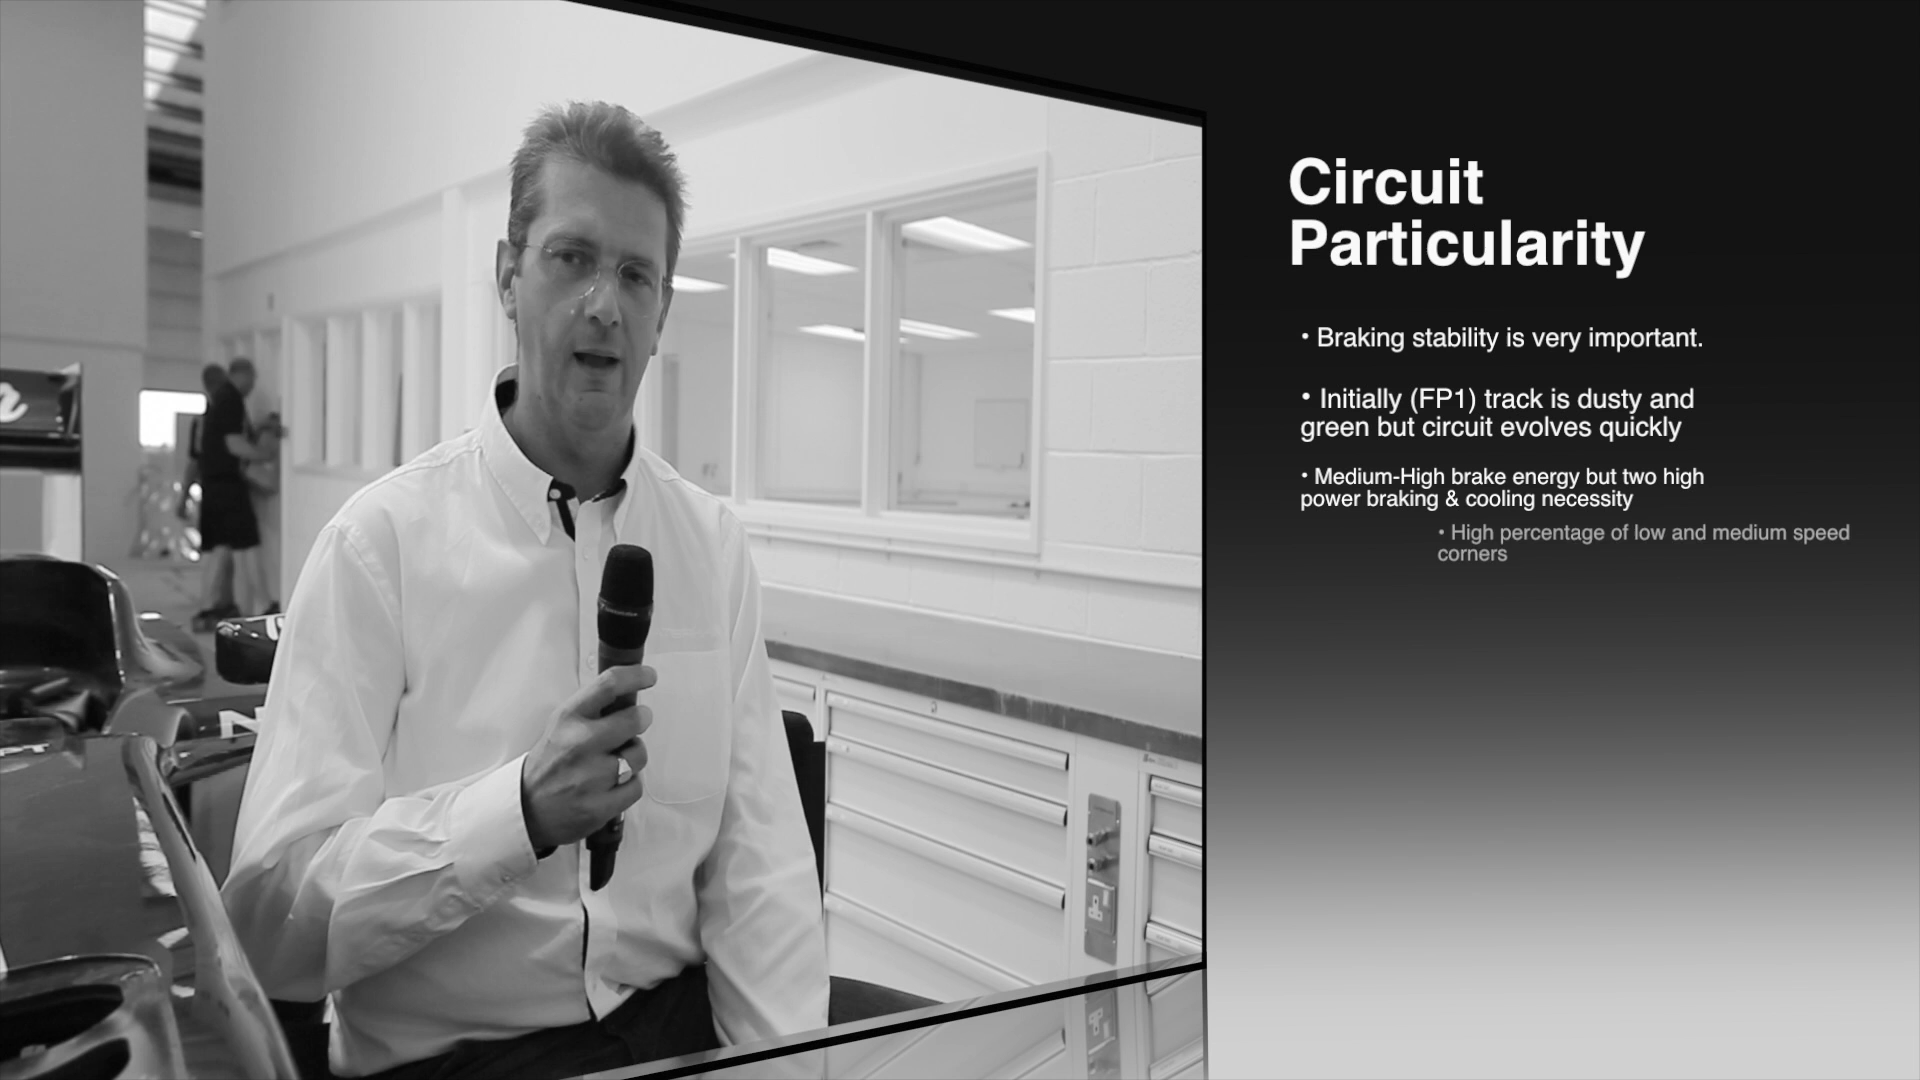 Circuit
Particularity
• Braking stability is very important.
• Initially (FP1) track is dusty and
green but circuit evolves quickly
• Medium-High brake energy but two high
power braking & cooling necessity
• High percentage of low and medium speed
corners